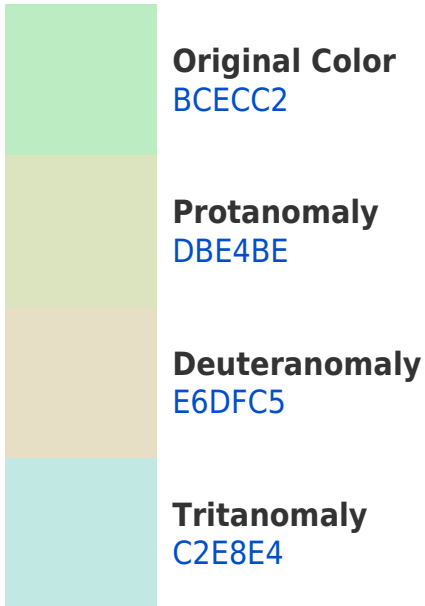 Original Color
BCECC2
Protanomaly
DBE4BE
Deuteranomaly
E6DFC5
Tritanomaly
C2E8E4